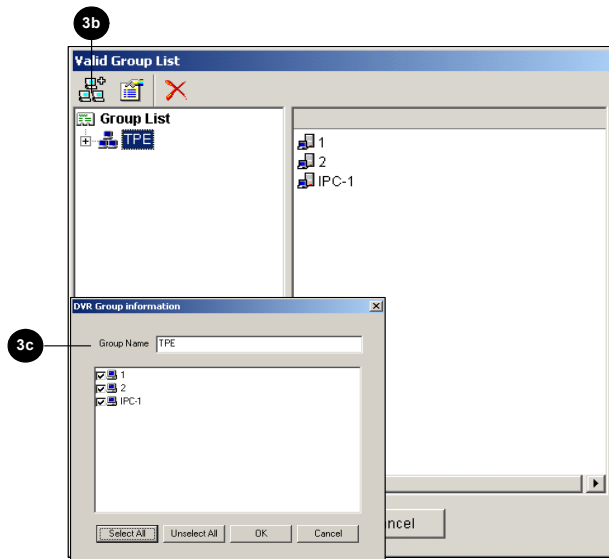 3b
Valid Group List
Group List
TPE
1
2
IPC-1
DVR Group information
3c
Group Name TPE
1
2
IPC-1
Select All Unselect All OK Cancel
ncel